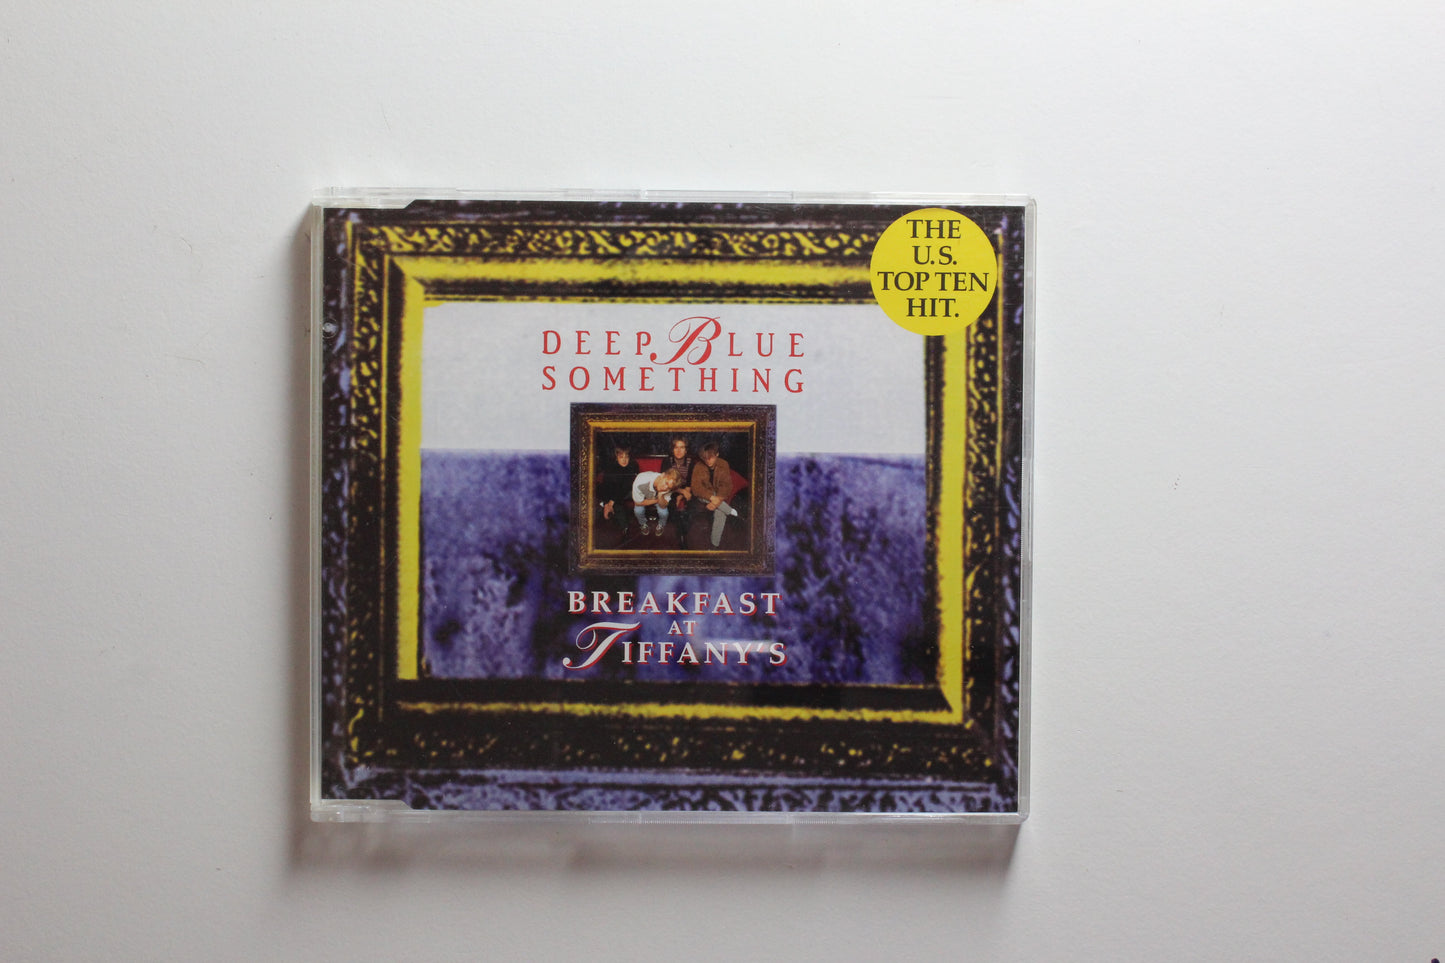 THE
U.S.
TOP TEN
HIT.
DEEP BLUE
SOMETHING
BREAKFAST
AT
TIFFANY'S